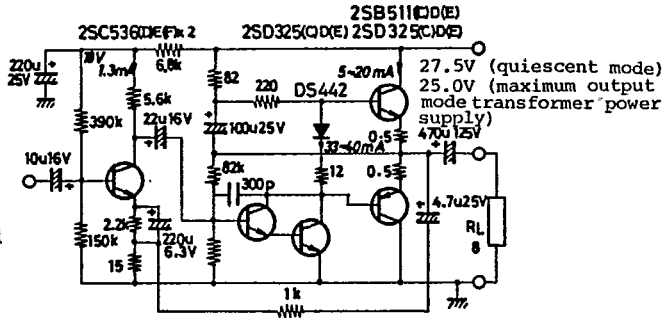 2SB511(C)D(E)
2SC536(D)E(F)×2 2SD325(C)D(E) 2SD325(C)D(E)
220u 25V
1.3mA
6.8k
82
220
DS442
5~20mA
27.5V (quiescent mode)
25.0V (maximum output
mode transformer power
supply)
390k
5.6k
22u16V
100u25V
33~40mA
0.5
470u 125V
10u16V
82k
300p
12
0.5
4.7u25V
2.2k
220u
6.3V
150k
15
RL
8
1k